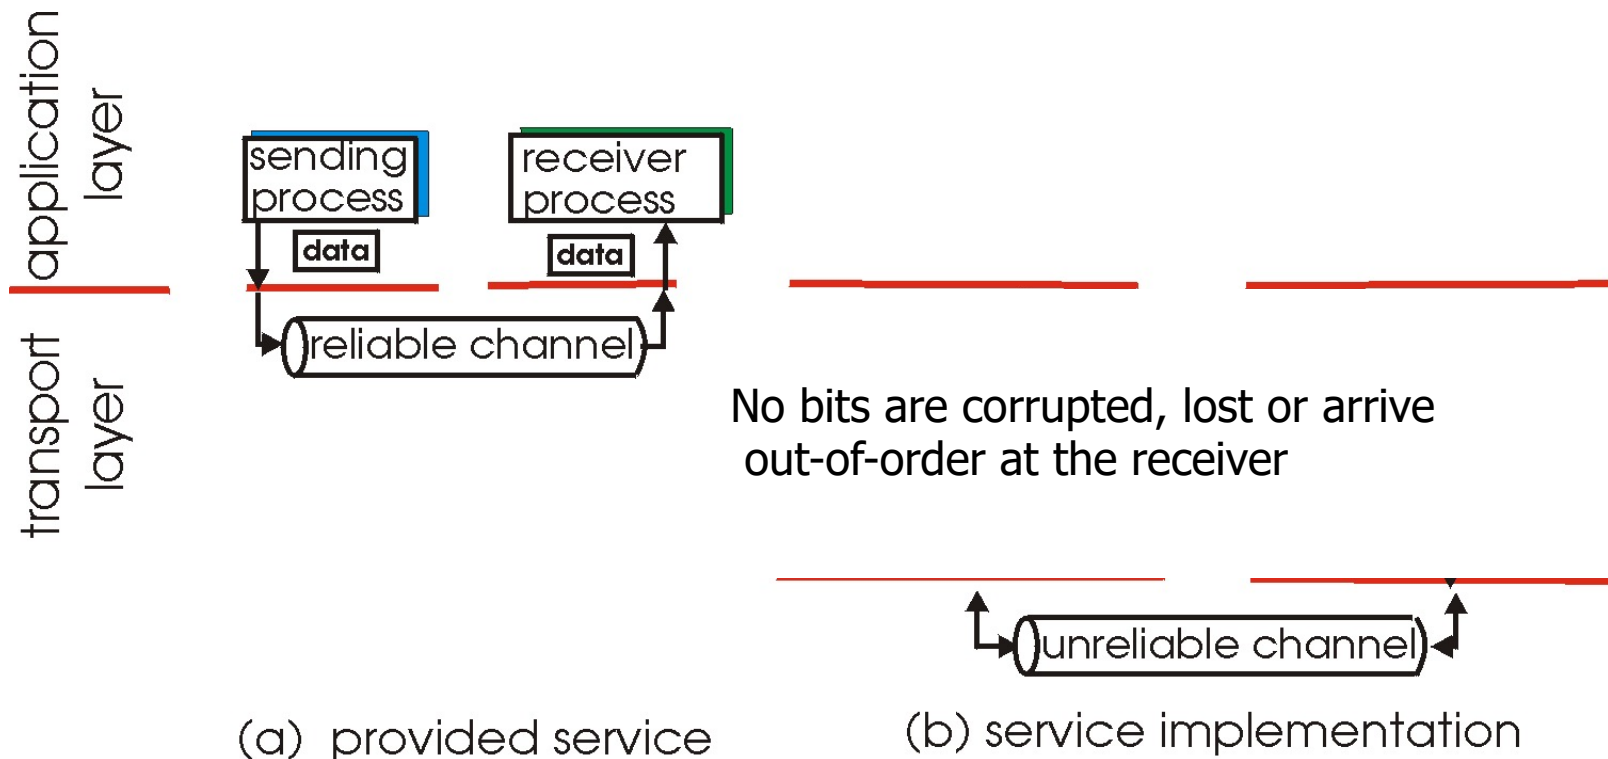 application
layer
transport
layer
sending
process
receiver
process
data
data
reliable channel
No bits are corrupted, lost or arrive
out-of-order at the receiver
unreliable channel
(a) provided service
(b) service implementation